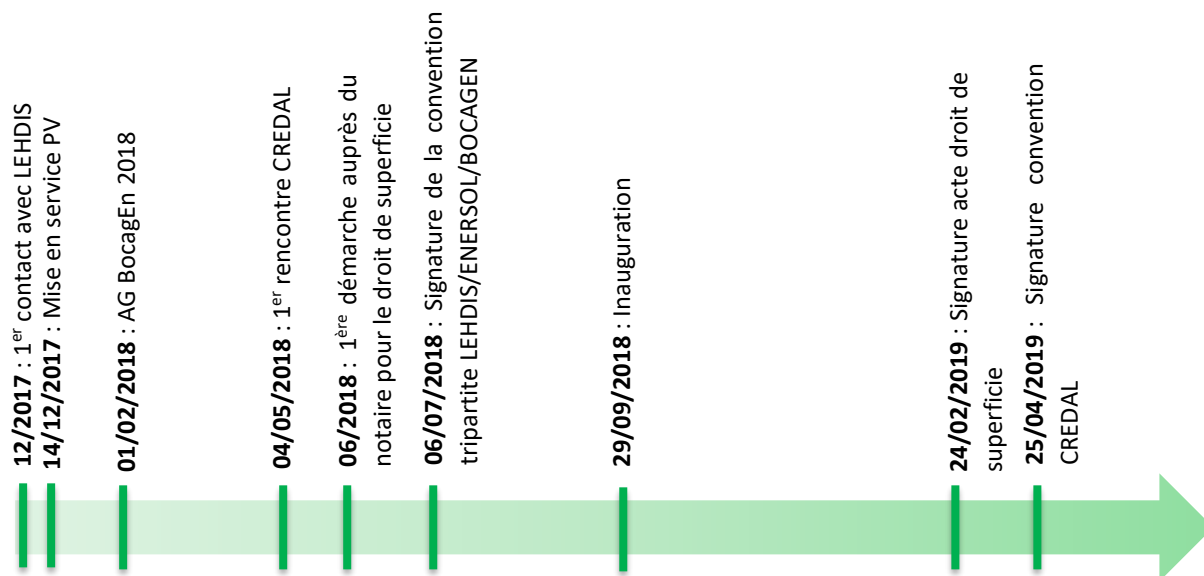 12/2017 : 1er contact avec LEHDIS
14/12/2017 : Mise en service PV
01/02/2018 : AG BocagEn 2018
04/05/2018 : 1er rencontre CREDAL
06/2018 : 1ère démarche auprès du
notaire pour le droit de superficie
06/07/2018 : Signature de la convention
tripartite LEHDIS/ENERSOL/BOCAGEN
29/09/2018 : Inauguration
24/02/2019 : Signature acte droit de
superficie
25/04/2019 : Signature convention
CREDAL